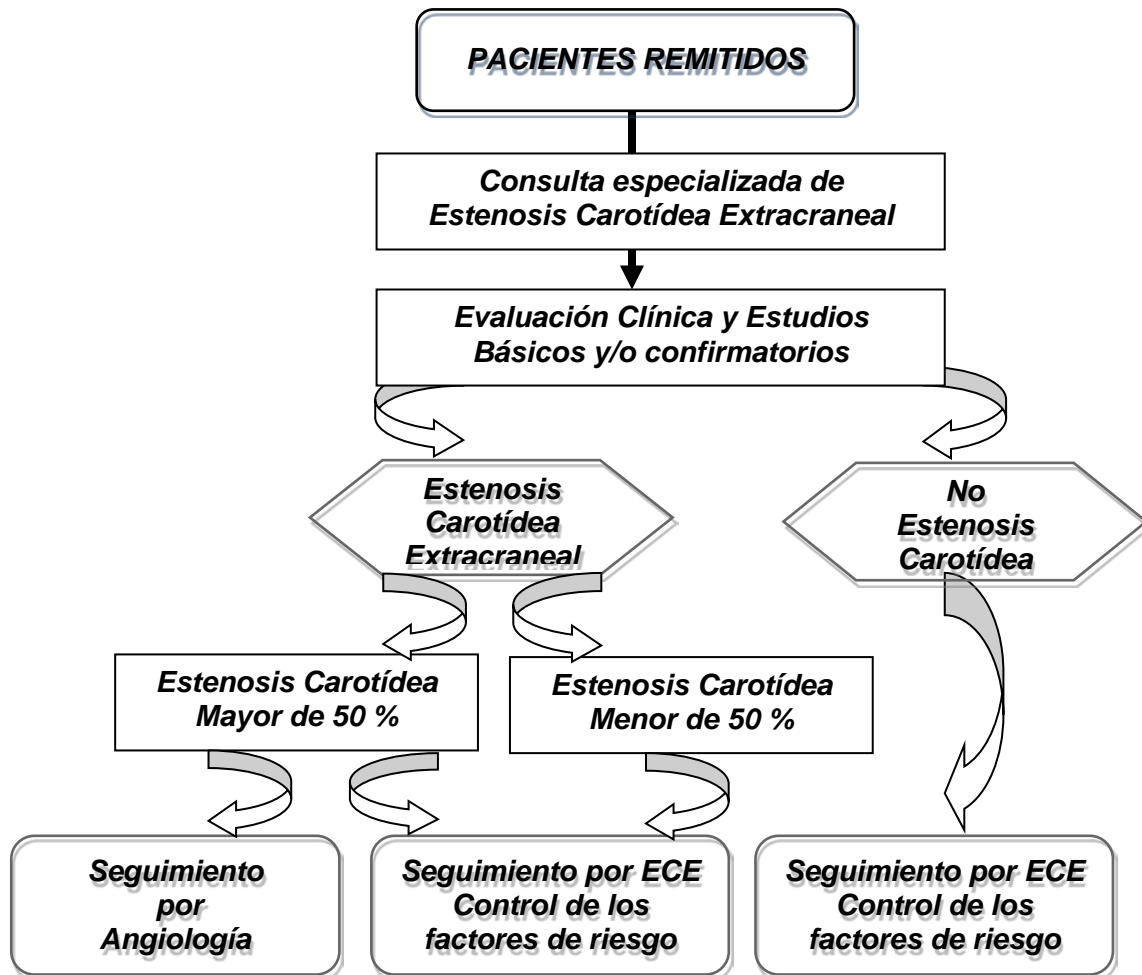 PACIENTES REMITIDOS
Consulta especializada de
Estenosis Carotídea Extracraneal
Evaluación Clínica y Estudios
Básicos y/o confirmatorios
Estenosis
Carotídea
Extracraneal
No
Estenosis
Carotídea
Estenosis Carotídea
Mayor de 50 %
Estenosis Carotídea
Menor de 50 %
Seguimiento
por
Angiología
Seguimiento por ECE
Control de los
factores de riesgo
Seguimiento por ECE
Control de los
factores de riesgo